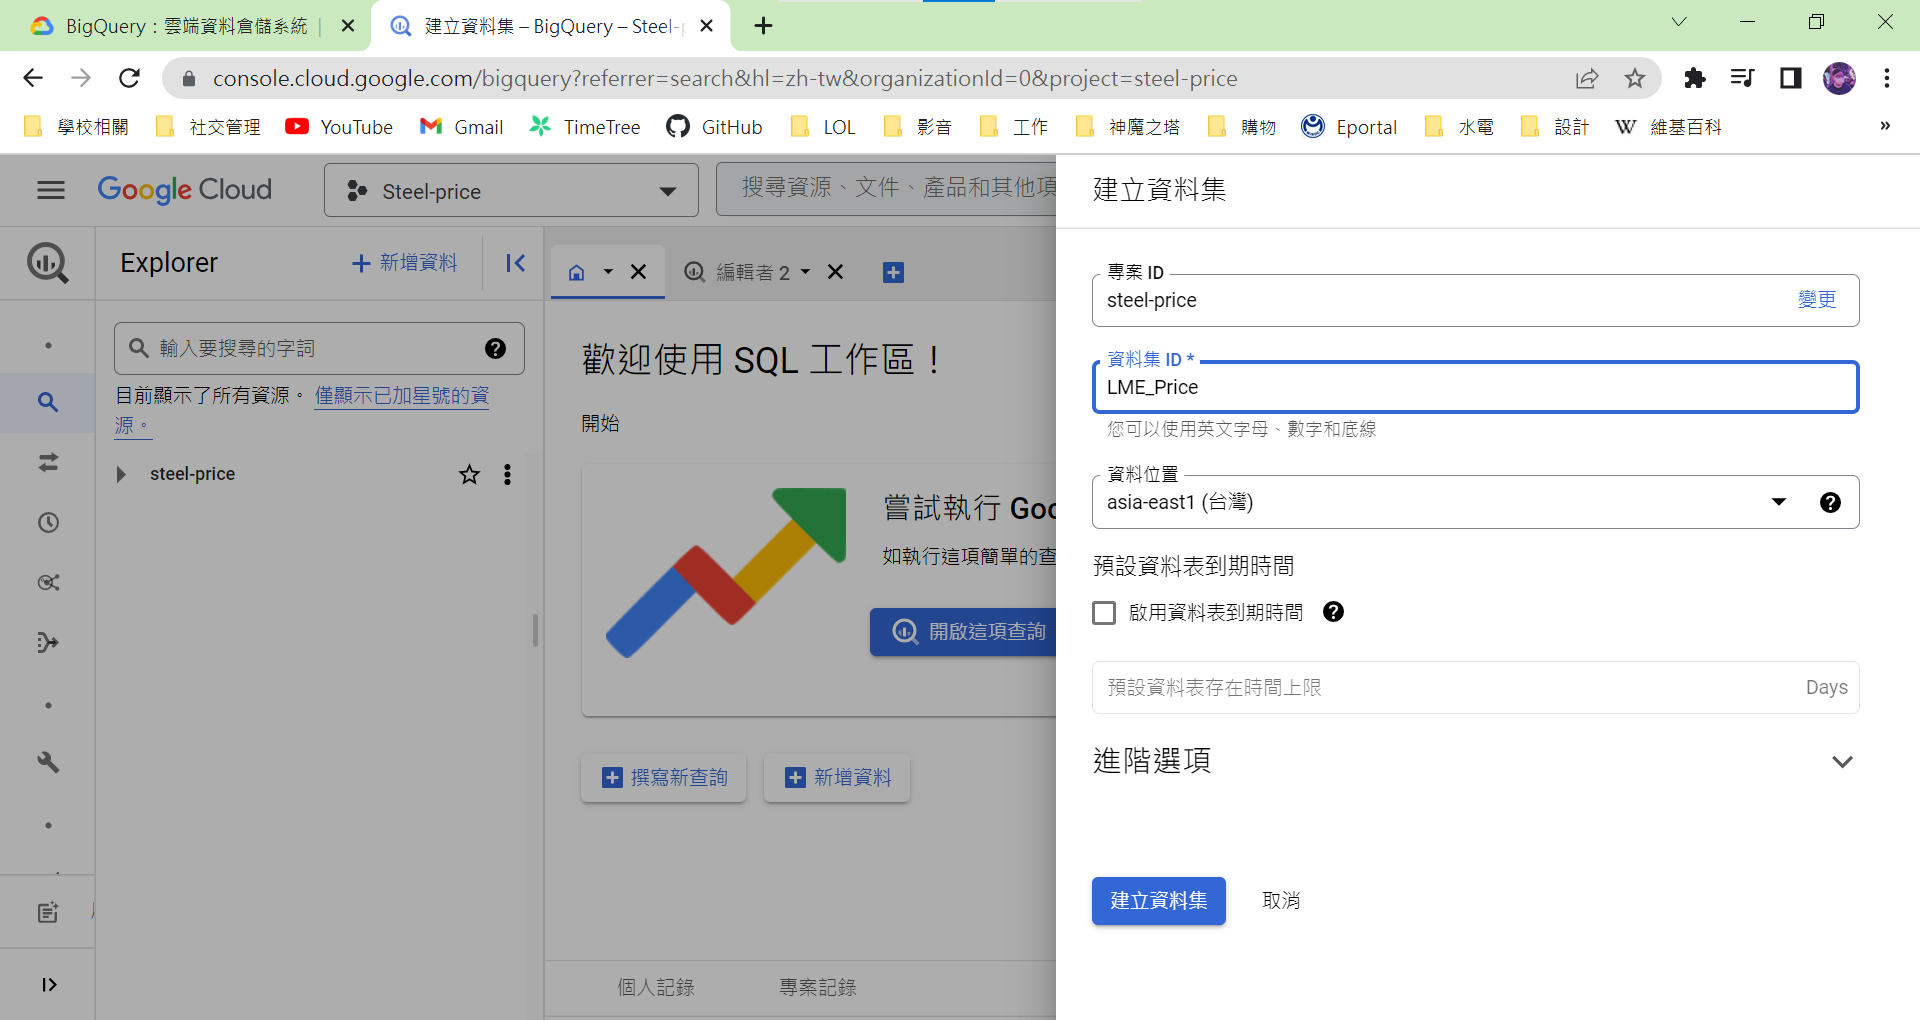 BigQuery：雲端資料倉儲系統
建立資料集 – BigQuery – Steel-p
console.cloud.google.com/bigquery?referrer=search&hl=zh-tw&organizationId=0&project=steel-price
學校相關 社交管理 YouTube Gmail TimeTree GitHub LOL 影音 工作 神魔之塔 購物 Eportal 水電 設計 W 維基百科 »
Google Cloud
Steel-price
搜尋資源、文件、產品和其他項
Explorer
新增資料
編輯者 2
輸入要搜尋的字詞
目前顯示了所有資源。 僅顯示已加星號的資
源。
steel-price
歡迎使用 SQL 工作區！
開始
嘗試執行 Goo
如執行這項簡單的查
開啟這項查詢
撰寫新查詢
新增資料
個人記錄
專案記錄
建立資料集
專案 ID
steel-price
變更
資料集 ID *
LME_Price
您可以使用英文字母、數字和底線
資料位置
asia-east1 (台灣)
預設資料表到期時間
啟用資料表到期時間
預設資料表存在時間上限
Days
進階選項
建立資料集
取消